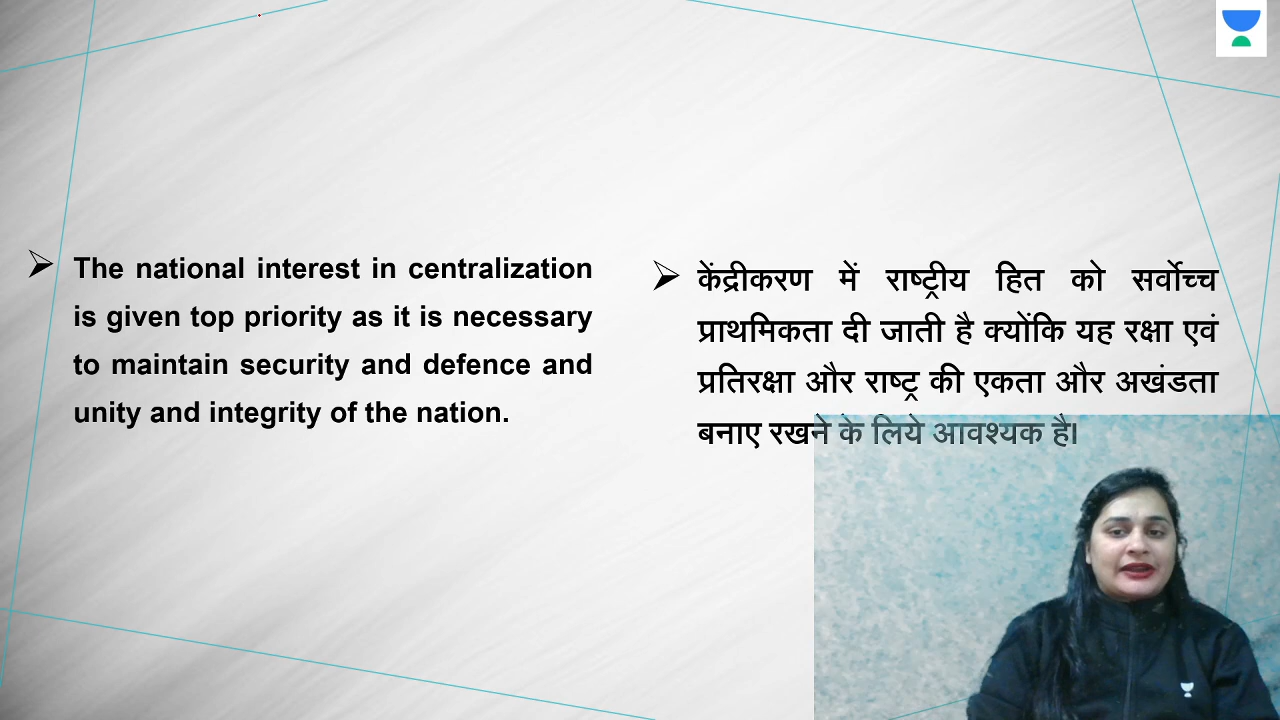 The national interest in centralization
is given top priority as it is necessary
to maintain security and defence and
unity and integrity of the nation.
केंद्रीकरण में राष्ट्रीय हित को सर्वोच्च
प्राथमिकता दी जाती है क्योंकि यह रक्षा एवं
प्रतिरक्षा और राष्ट्र की एकता और अखंडता
बनाए रखने के लिये आवश्यक है।